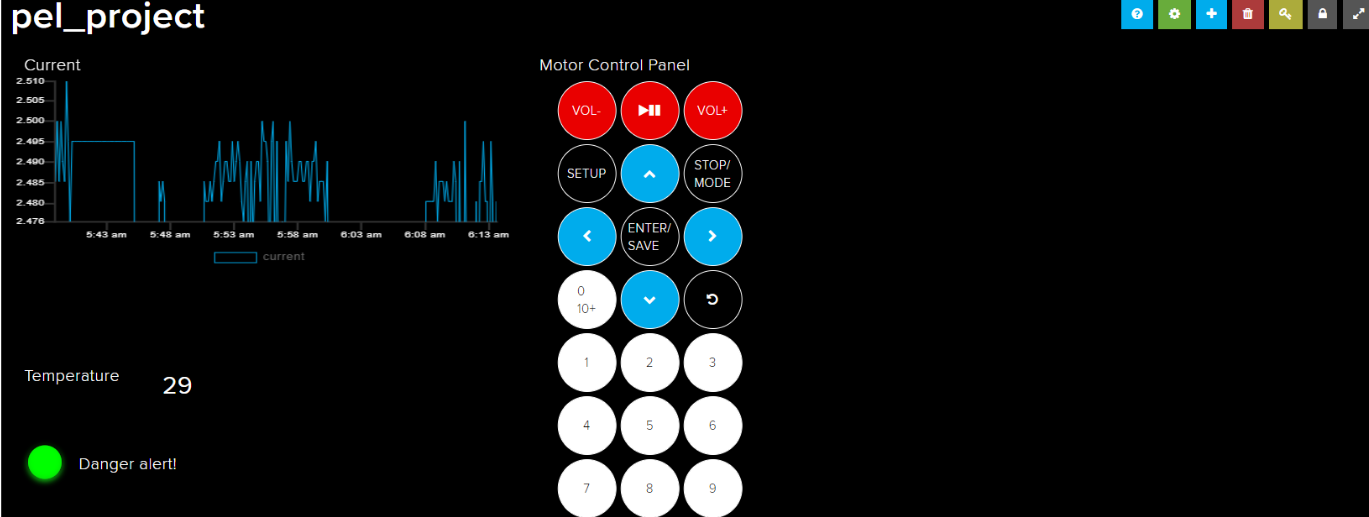 pel_project
Current
2.510
2.505
2.500
2.495
2.490
2.485
2.480
2.476
5:43 am 5:48 am 5:53 am 5:58 am 6:03 am 6:08 am 6:13 am
current
Temperature
29
Danger alert!
Motor Control Panel
VOL- VOL+
SETUP
STOP/
MODE
ENTER/
SAVE
0
10+
1 2 3
4 5 6
7 8 9